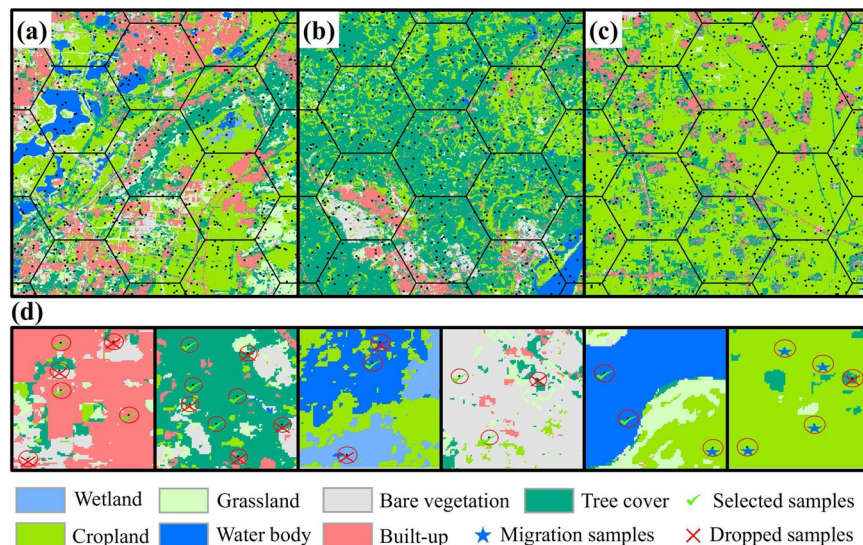 (a) (b) (c)
(d)
Wetland Grassland Bare vegetation Tree cover Selected samples
Cropland Water body Built-up Migration samples Dropped samples